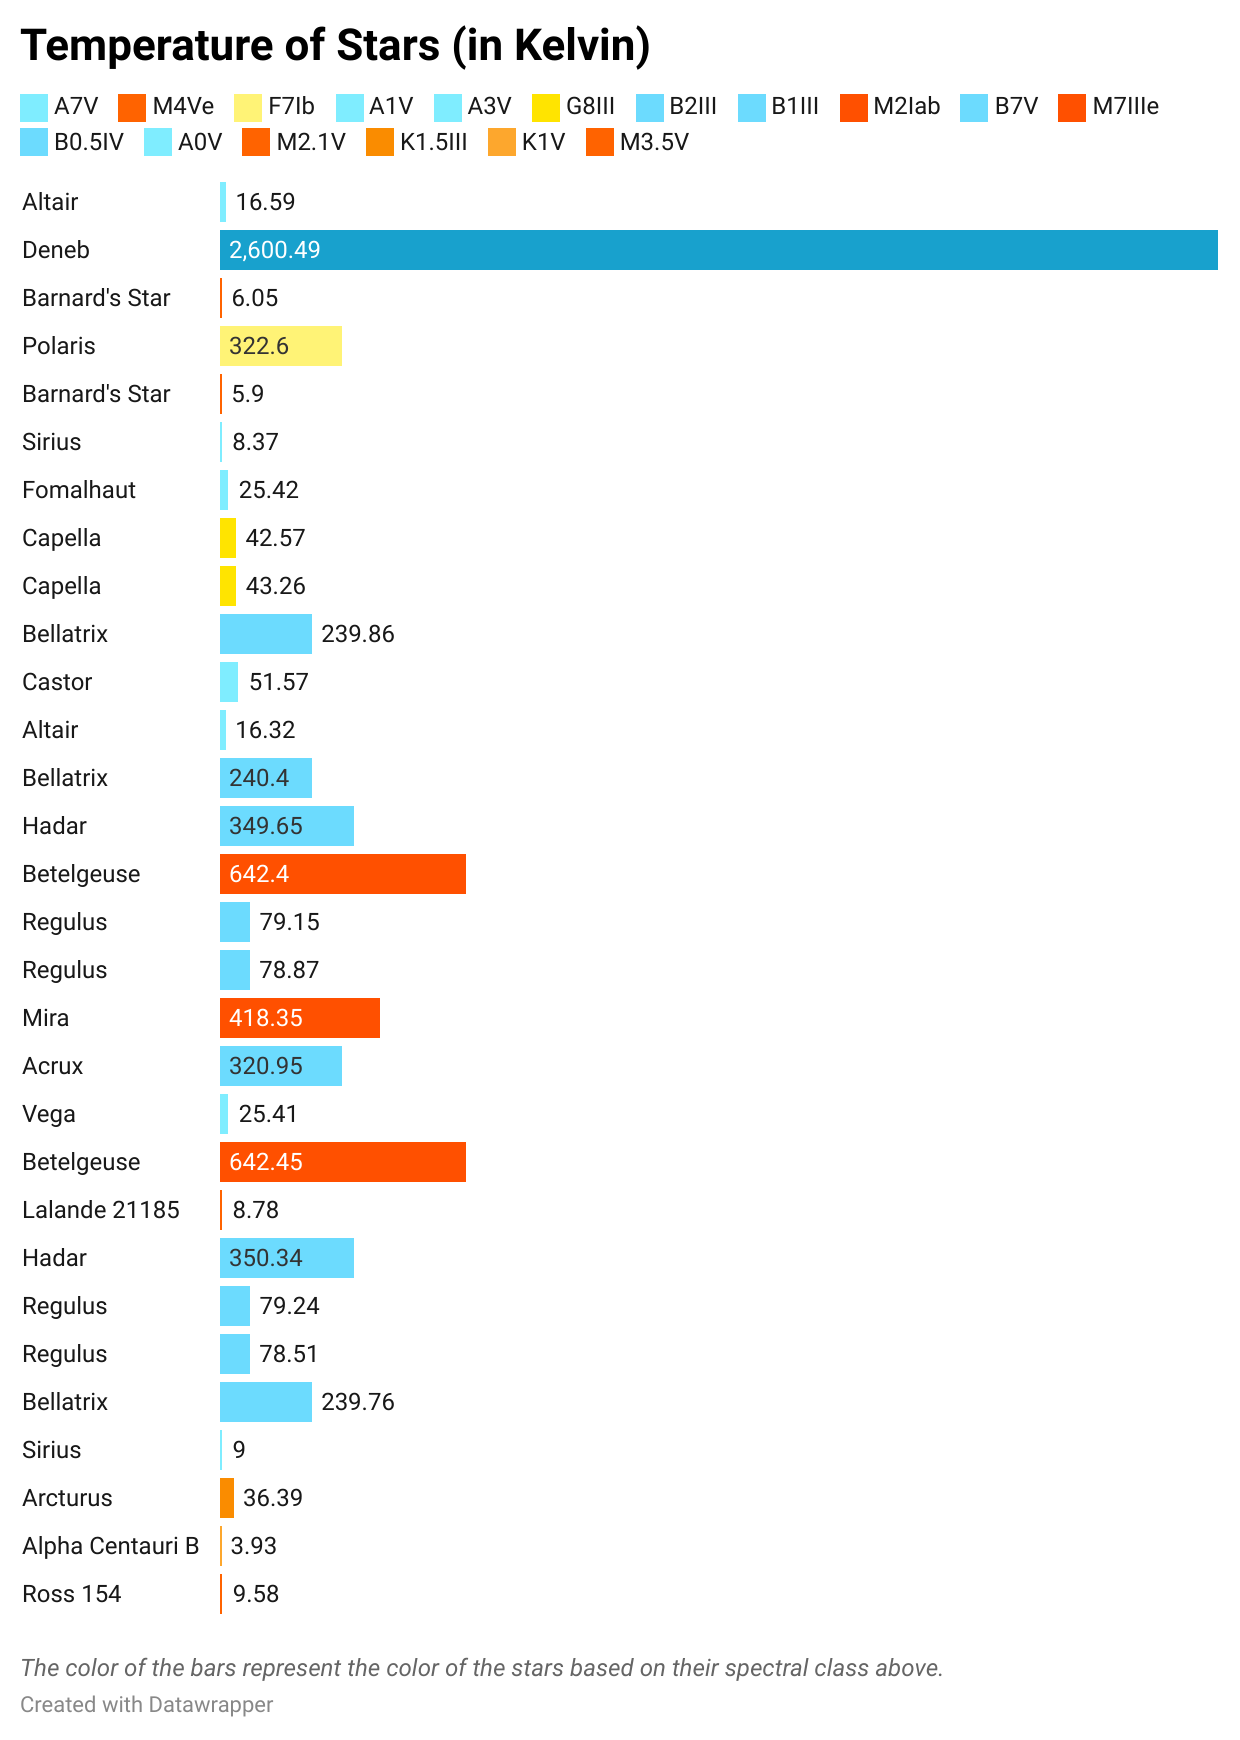 Temperature of Stars (in Kelvin)
A7V M4Ve F7Ib A1V A3V G8III B2III B1III M2Iab B7V M7IIIe
B0.5IV A0V M2.1V K1.5III K1V M3.5V
Altair 16.59
Deneb 2,600.49
Barnard's Star 6.05
Polaris 322.6
Barnard's Star 5.9
Sirius 8.37
Fomalhaut 25.42
Capella 42.57
Capella 43.26
Bellatrix 239.86
Castor 51.57
Altair 16.32
Bellatrix 240.4
Hadar 349.65
Betelgeuse 642.4
Regulus 79.15
Regulus 78.87
Mira 418.35
Acrux 320.95
Vega 25.41
Betelgeuse 642.45
Lalande 21185 8.78
Hadar 350.34
Regulus 79.24
Regulus 78.51
Bellatrix 239.76
Sirius 9
Arcturus 36.39
Alpha Centauri B 3.93
Ross 154 9.58
The color of the bars represent the color of the stars based on their spectral class above.
Created with Datawrapper